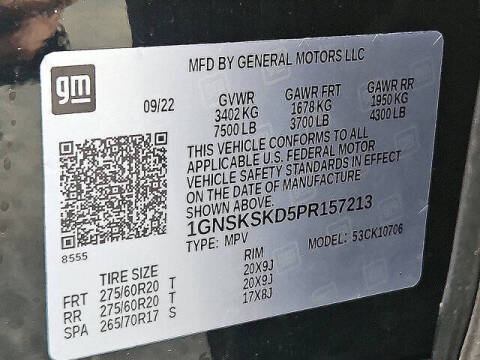 MFD BY GENERAL MOTORS LLC
gm
09/22 GVWR GAWR FRT GAWR RR
3402 KG 1678 KG 1950 KG
7500 LB 3700 LB 4300 LB
THIS VEHICLE CONFORMS TO ALL
APPLICABLE U.S. FEDERAL MOTOR
VEHICLE SAFETY STANDARDS IN EFFECT
ON THE DATE OF MANUFACTURE
SHOWN ABOVE.
1GNSKSKD5PR157213
TYPE: MPV MODEL: 53CK10706
8555
TIRE SIZE RIM
FRT 275/60R20 T 20X9J
RR 275/60R20 T 20X9J
SPA 265/70R17 S 17X8J